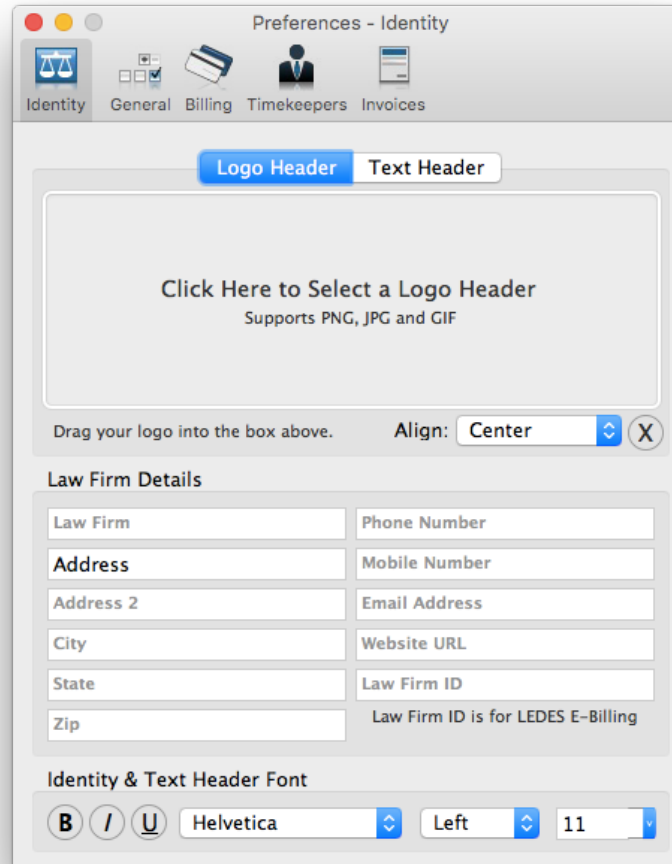 Preferences - Identity
Identity General Billing Timekeepers Invoices
Logo Header Text Header
Click Here to Select a Logo Header
Supports PNG, JPG and GIF
Drag your logo into the box above. Align: Center X
Law Firm Details
Law Firm Phone Number
Address Mobile Number
Address 2 Email Address
City Website URL
State Law Firm ID
Zip Law Firm ID is for LEDES E-Billing
Identity & Text Header Font
B I U Helvetica Left 11